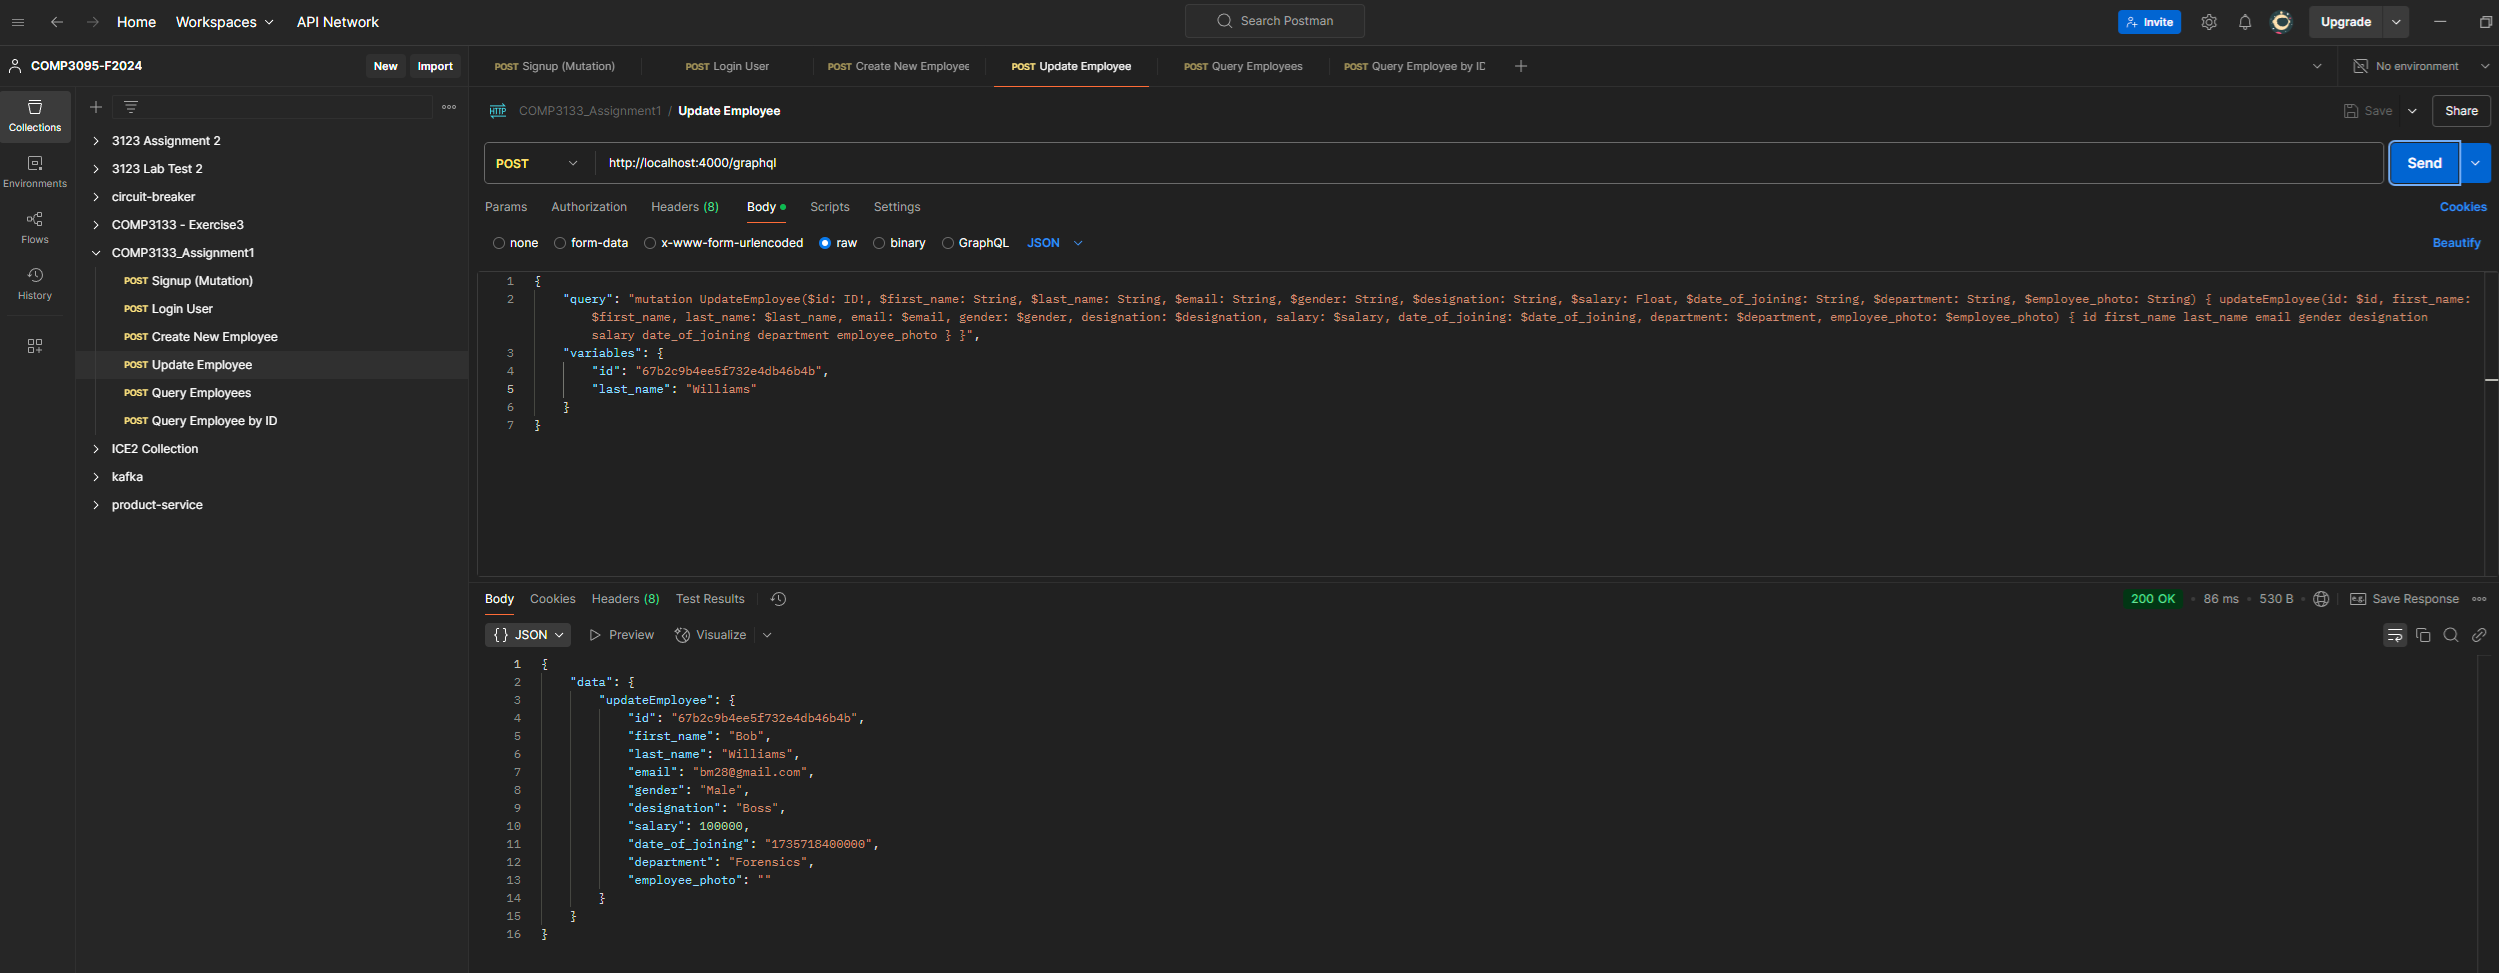 Home Workspaces API Network Search Postman Invite Upgrade
COMP3095-F2024 New Import
POST Signup (Mutation) POST Login User POST Create New Employee POST Update Employee POST Query Employees POST Query Employee by ID No environment
Collections
Environments
Flows
History
3123 Assignment 2
3123 Lab Test 2
circuit-breaker
COMP3133 - Exercise3
COMP3133_Assignment1
POST Signup (Mutation)
POST Login User
POST Create New Employee
POST Update Employee
POST Query Employees
POST Query Employee by ID
ICE2 Collection
kafka
product-service
HTTP COMP3133_Assignment1 / Update Employee Save Share
POST http://localhost:4000/graphql Send
Params Authorization Headers (8) Body Scripts Settings Cookies
none form-data x-www-form-urlencoded raw binary GraphQL JSON Beautify
1 {
2 "query": "mutation UpdateEmployee($id: ID!, $first_name: String, $last_name: String, $email: String, $gender: String, $designation: String, $salary: Float, $date_of_joining: String, $department: String, $employee_photo: String) { updateEmployee(id: $id, first_name:
$first_name, last_name: $last_name, email: $email, gender: $gender, designation: $designation, salary: $salary, date_of_joining: $date_of_joining, department: $department, employee_photo: $employee_photo) { id first_name last_name email gender designation
salary date_of_joining department employee_photo } }",
3 "variables": {
4 "id": "67b2c9b4ee5f732e4db46b4b",
5 "last_name": "Williams"
6 }
7 }
Body Cookies Headers (8) Test Results 200 OK • 86 ms • 530 B • e.g. Save Response
{} JSON Preview Visualize
1 {
2 "data": {
3 "updateEmployee": {
4 "id": "67b2c9b4ee5f732e4db46b4b",
5 "first_name": "Bob",
6 "last_name": "Williams",
7 "email": "bm28@gmail.com",
8 "gender": "Male",
9 "designation": "Boss",
10 "salary": 100000,
11 "date_of_joining": "1735718400000",
12 "department": "Forensics",
13 "employee_photo": ""
14 }
15 }
16 }